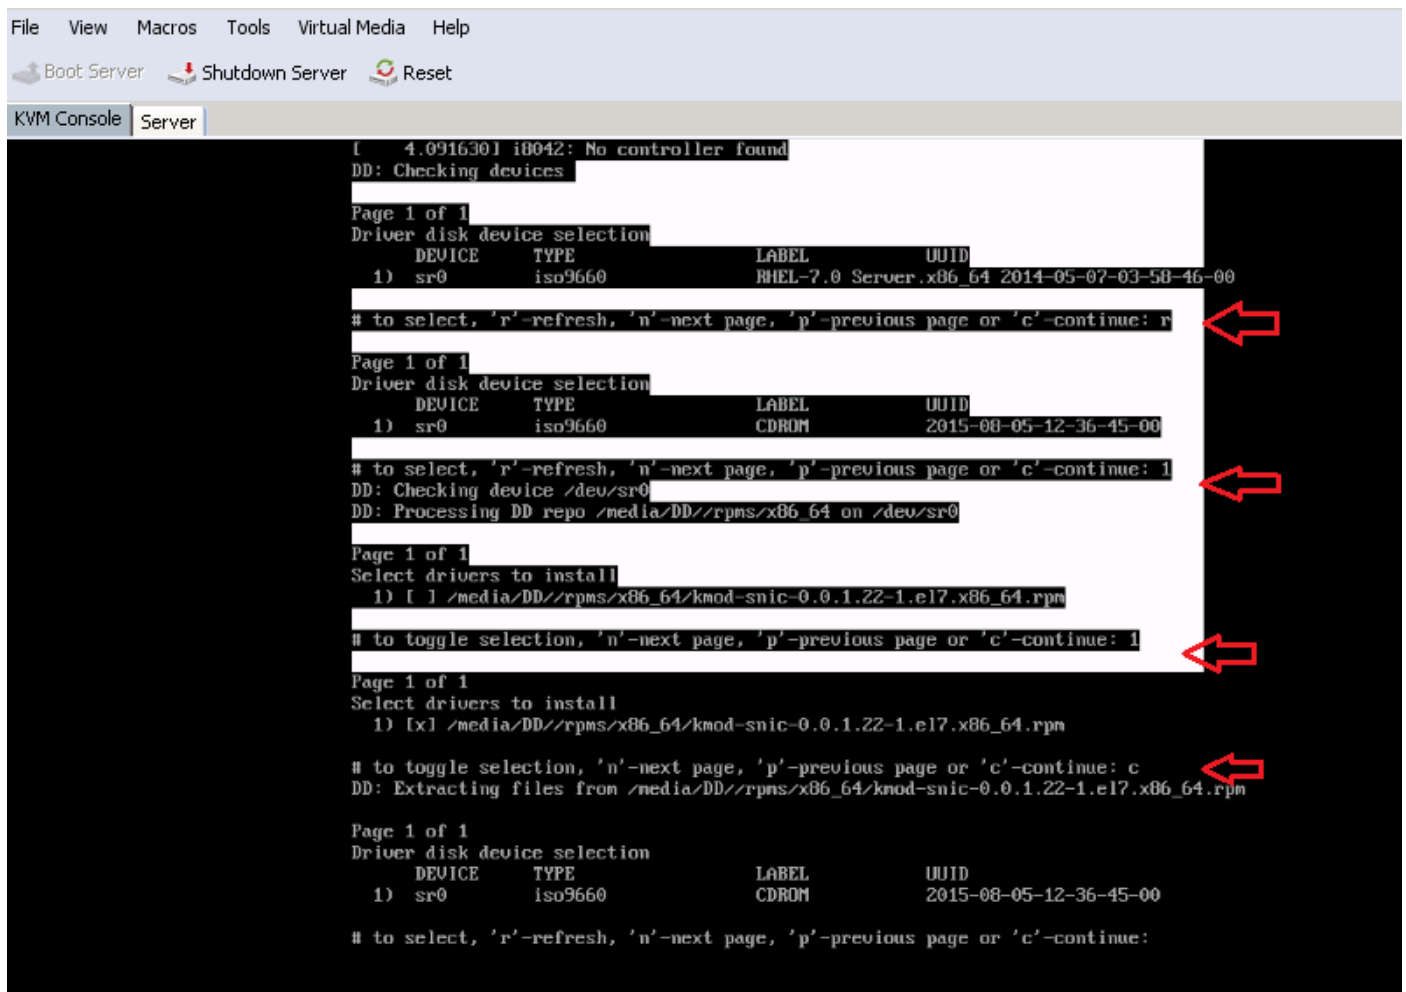 File View Macros Tools Virtual Media Help
Boot Server Shutdown Server Reset
KVM Console Server
[    4.091630] i8042: No controller found
DD: Checking devices
Page 1 of 1
Driver disk device selection
DEVICE TYPE LABEL UUID
1) sr0 iso9660 RHEL-7.0 Server.x86_64 2014-05-07-03-58-46-00
# to select, 'r'-refresh, 'n'-next page, 'p'-previous page or 'c'-continue: r
Page 1 of 1
Driver disk device selection
DEVICE TYPE LABEL UUID
1) sr0 iso9660 CDROM 2015-08-05-12-36-45-00
# to select, 'r'-refresh, 'n'-next page, 'p'-previous page or 'c'-continue: 1
DD: Checking device /dev/sr0
DD: Processing DD repo /media/DD//rpms/x86_64 on /dev/sr0
Page 1 of 1
Select drivers to install
1) [ ] /media/DD//rpms/x86_64/kmod-snic-0.0.1.22-1.el7.x86_64.rpm
# to toggle selection, 'n'-next page, 'p'-previous page or 'c'-continue: 1
Page 1 of 1
Select drivers to install
1) [x] /media/DD//rpms/x86_64/kmod-snic-0.0.1.22-1.el7.x86_64.rpm
# to toggle selection, 'n'-next page, 'p'-previous page or 'c'-continue: c
DD: Extracting files from /media/DD//rpms/x86_64/kmod-snic-0.0.1.22-1.el7.x86_64.rpm
Page 1 of 1
Driver disk device selection
DEVICE TYPE LABEL UUID
1) sr0 iso9660 CDROM 2015-08-05-12-36-45-00
# to select, 'r'-refresh, 'n'-next page, 'p'-previous page or 'c'-continue: